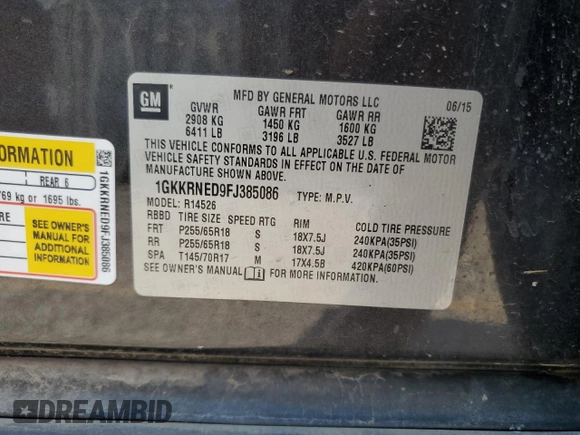 GM
MFD BY GENERAL MOTORS LLC 06/15
GVWR GAWR FRT GAWR RR
2908 KG 1450 KG 1600 KG
6411 LB 3196 LB 3527 LB
THIS VEHICLE CONFORMS TO ALL APPLICABLE U.S. FEDERAL MOTOR
VEHICLE SAFETY STANDARDS IN EFFECT ON THE DATE OF
MANUFACTURE SHOWN ABOVE.
1GKKRNED9FJ385086 TYPE: M.P.V.
MODEL: R14526
RBBD TIRE SIZE SPEED RTG RIM COLD TIRE PRESSURE
FRT P255/65R18 S 18X7.5J 240KPA(35PSI)
RR P255/65R18 S 18X7.5J 240KPA(35PSI)
SPA T145/70R17 M 17X4.5B 420KPA(60PSI)
SEE OWNER'S MANUAL FOR MORE INFORMATION.
ORMATION
REAR 6
769 kg or 1695 lbs.
RE
SEE OWNER'S
MANUAL FOR
ADDITIONAL
INFORMATION
1GKKRNED9FJ385086
DREAMBID